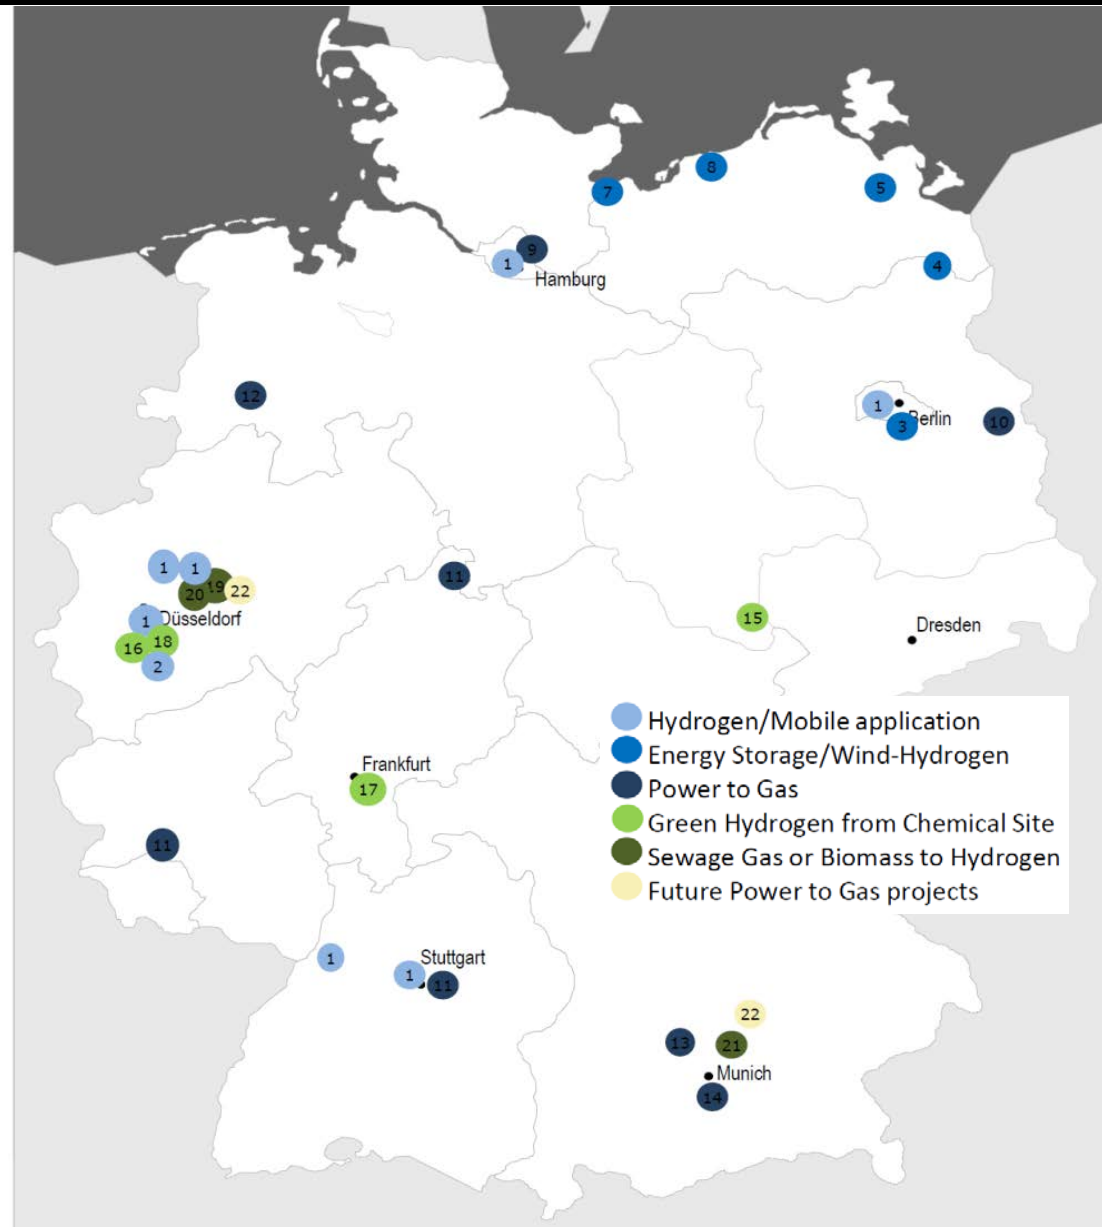 8
5
7
9
1
Hamburg
4
12
1
Berlin
3
10
1
1
19
20
22
11
1
Düsseldorf
18
16
2
15
Dresden
Hydrogen/Mobile application
Energy Storage/Wind-Hydrogen
Power to Gas
Green Hydrogen from Chemical Site
Sewage Gas or Biomass to Hydrogen
Future Power to Gas projects
Frankfurt
17
11
1
Stuttgart
1
11
22
13
21
Munich
14